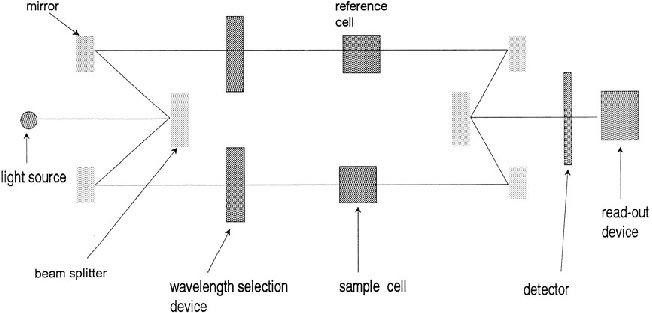 mirror
reference
cell
light source
beam splitter
wavelength selection
device
sample cell
detector
read-out
device